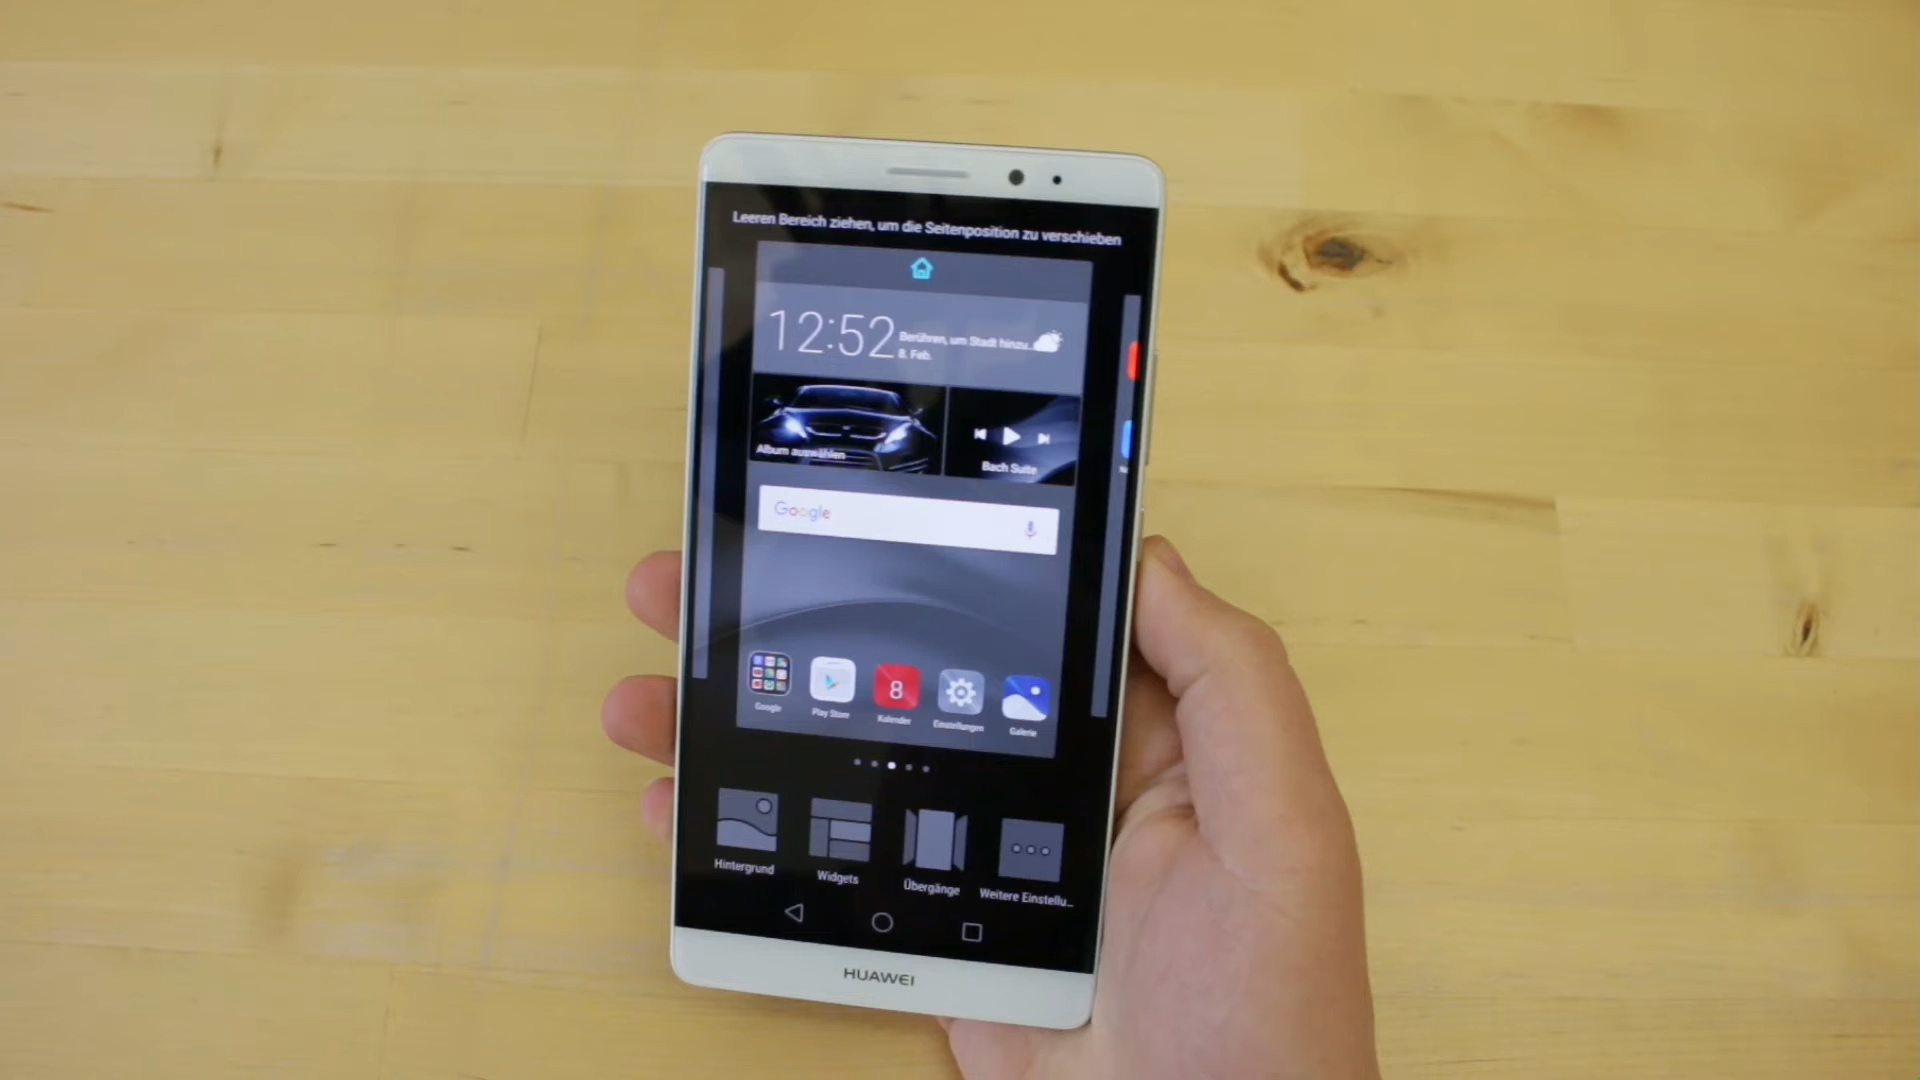 Leeren Bereich ziehen, um die Seitenposition zu verschieben
12:52
Berühren, um Stadt hinzu...
8. Feb.
Album auswählen
Bach Suite
Google
8
Google
Play Store
Kalender
Einstellungen
Galerie
Hintergrund
Widgets
Übergänge
Weitere Einstellu...
HUAWEI